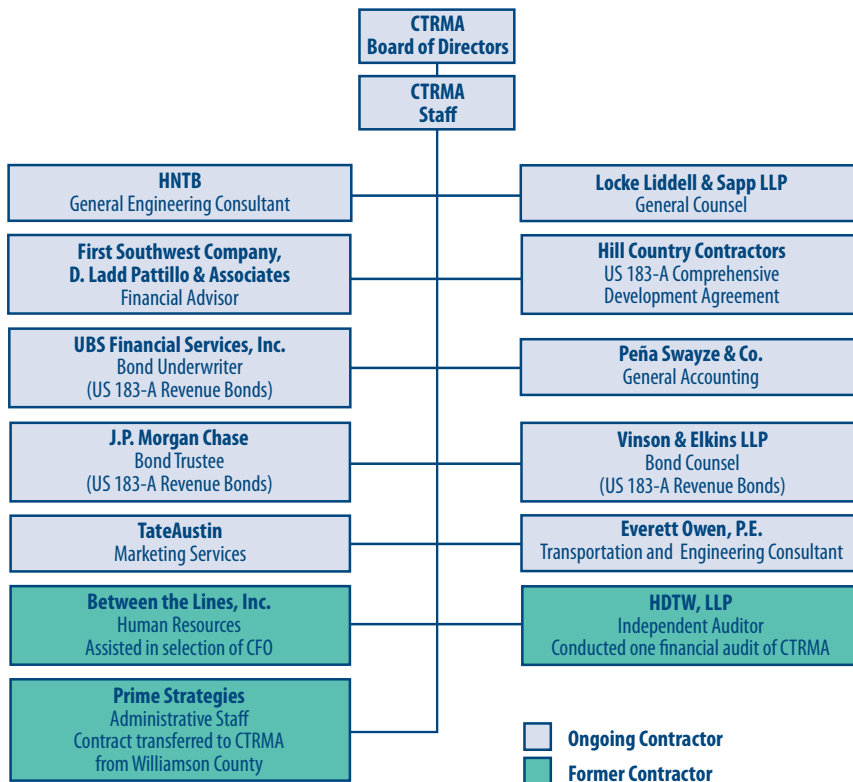 CTRMA
Board of Directors
CTRMA
Staff
HNTB
General Engineering Consultant
Locke Liddell & Sapp LLP
General Counsel
First Southwest Company,
D. Ladd Pattillo & Associates
Financial Advisor
Hill Country Contractors
US 183-A Comprehensive
Development Agreement
UBS Financial Services, Inc.
Bond Underwriter
(US 183-A Revenue Bonds)
Peña Swayze & Co.
General Accounting
J.P. Morgan Chase
Bond Trustee
(US 183-A Revenue Bonds)
Vinson & Elkins LLP
Bond Counsel
(US 183-A Revenue Bonds)
TateAustin
Marketing Services
Everett Owen, P.E.
Transportation and Engineering Consultant
Between the Lines, Inc.
Human Resources
Assisted in selection of CFO
HDTW, LLP
Independent Auditor
Conducted one financial audit of CTRMA
Prime Strategies
Administrative Staff
Contract transferred to CTRMA
from Williamson County
Ongoing Contractor
Former Contractor